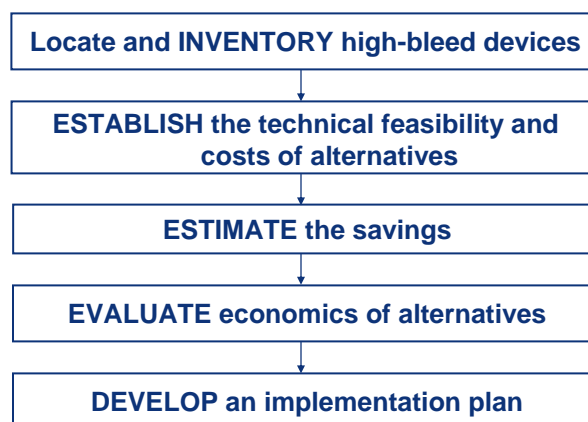 Locate and INVENTORY high-bleed devices
ESTABLISH the technical feasibility and
costs of alternatives
ESTIMATE the savings
EVALUATE economics of alternatives
DEVELOP an implementation plan